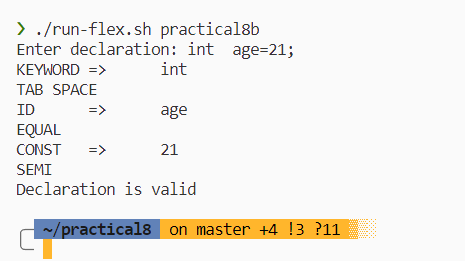 ❯ ./run-flex.sh practical8b
Enter declaration: int  age=21;
KEYWORD =>      int
TAB SPACE
ID      =>      age
EQUAL
CONST   =>      21
SEMI
Declaration is valid
~/practical8 on master +4 !3 ?11